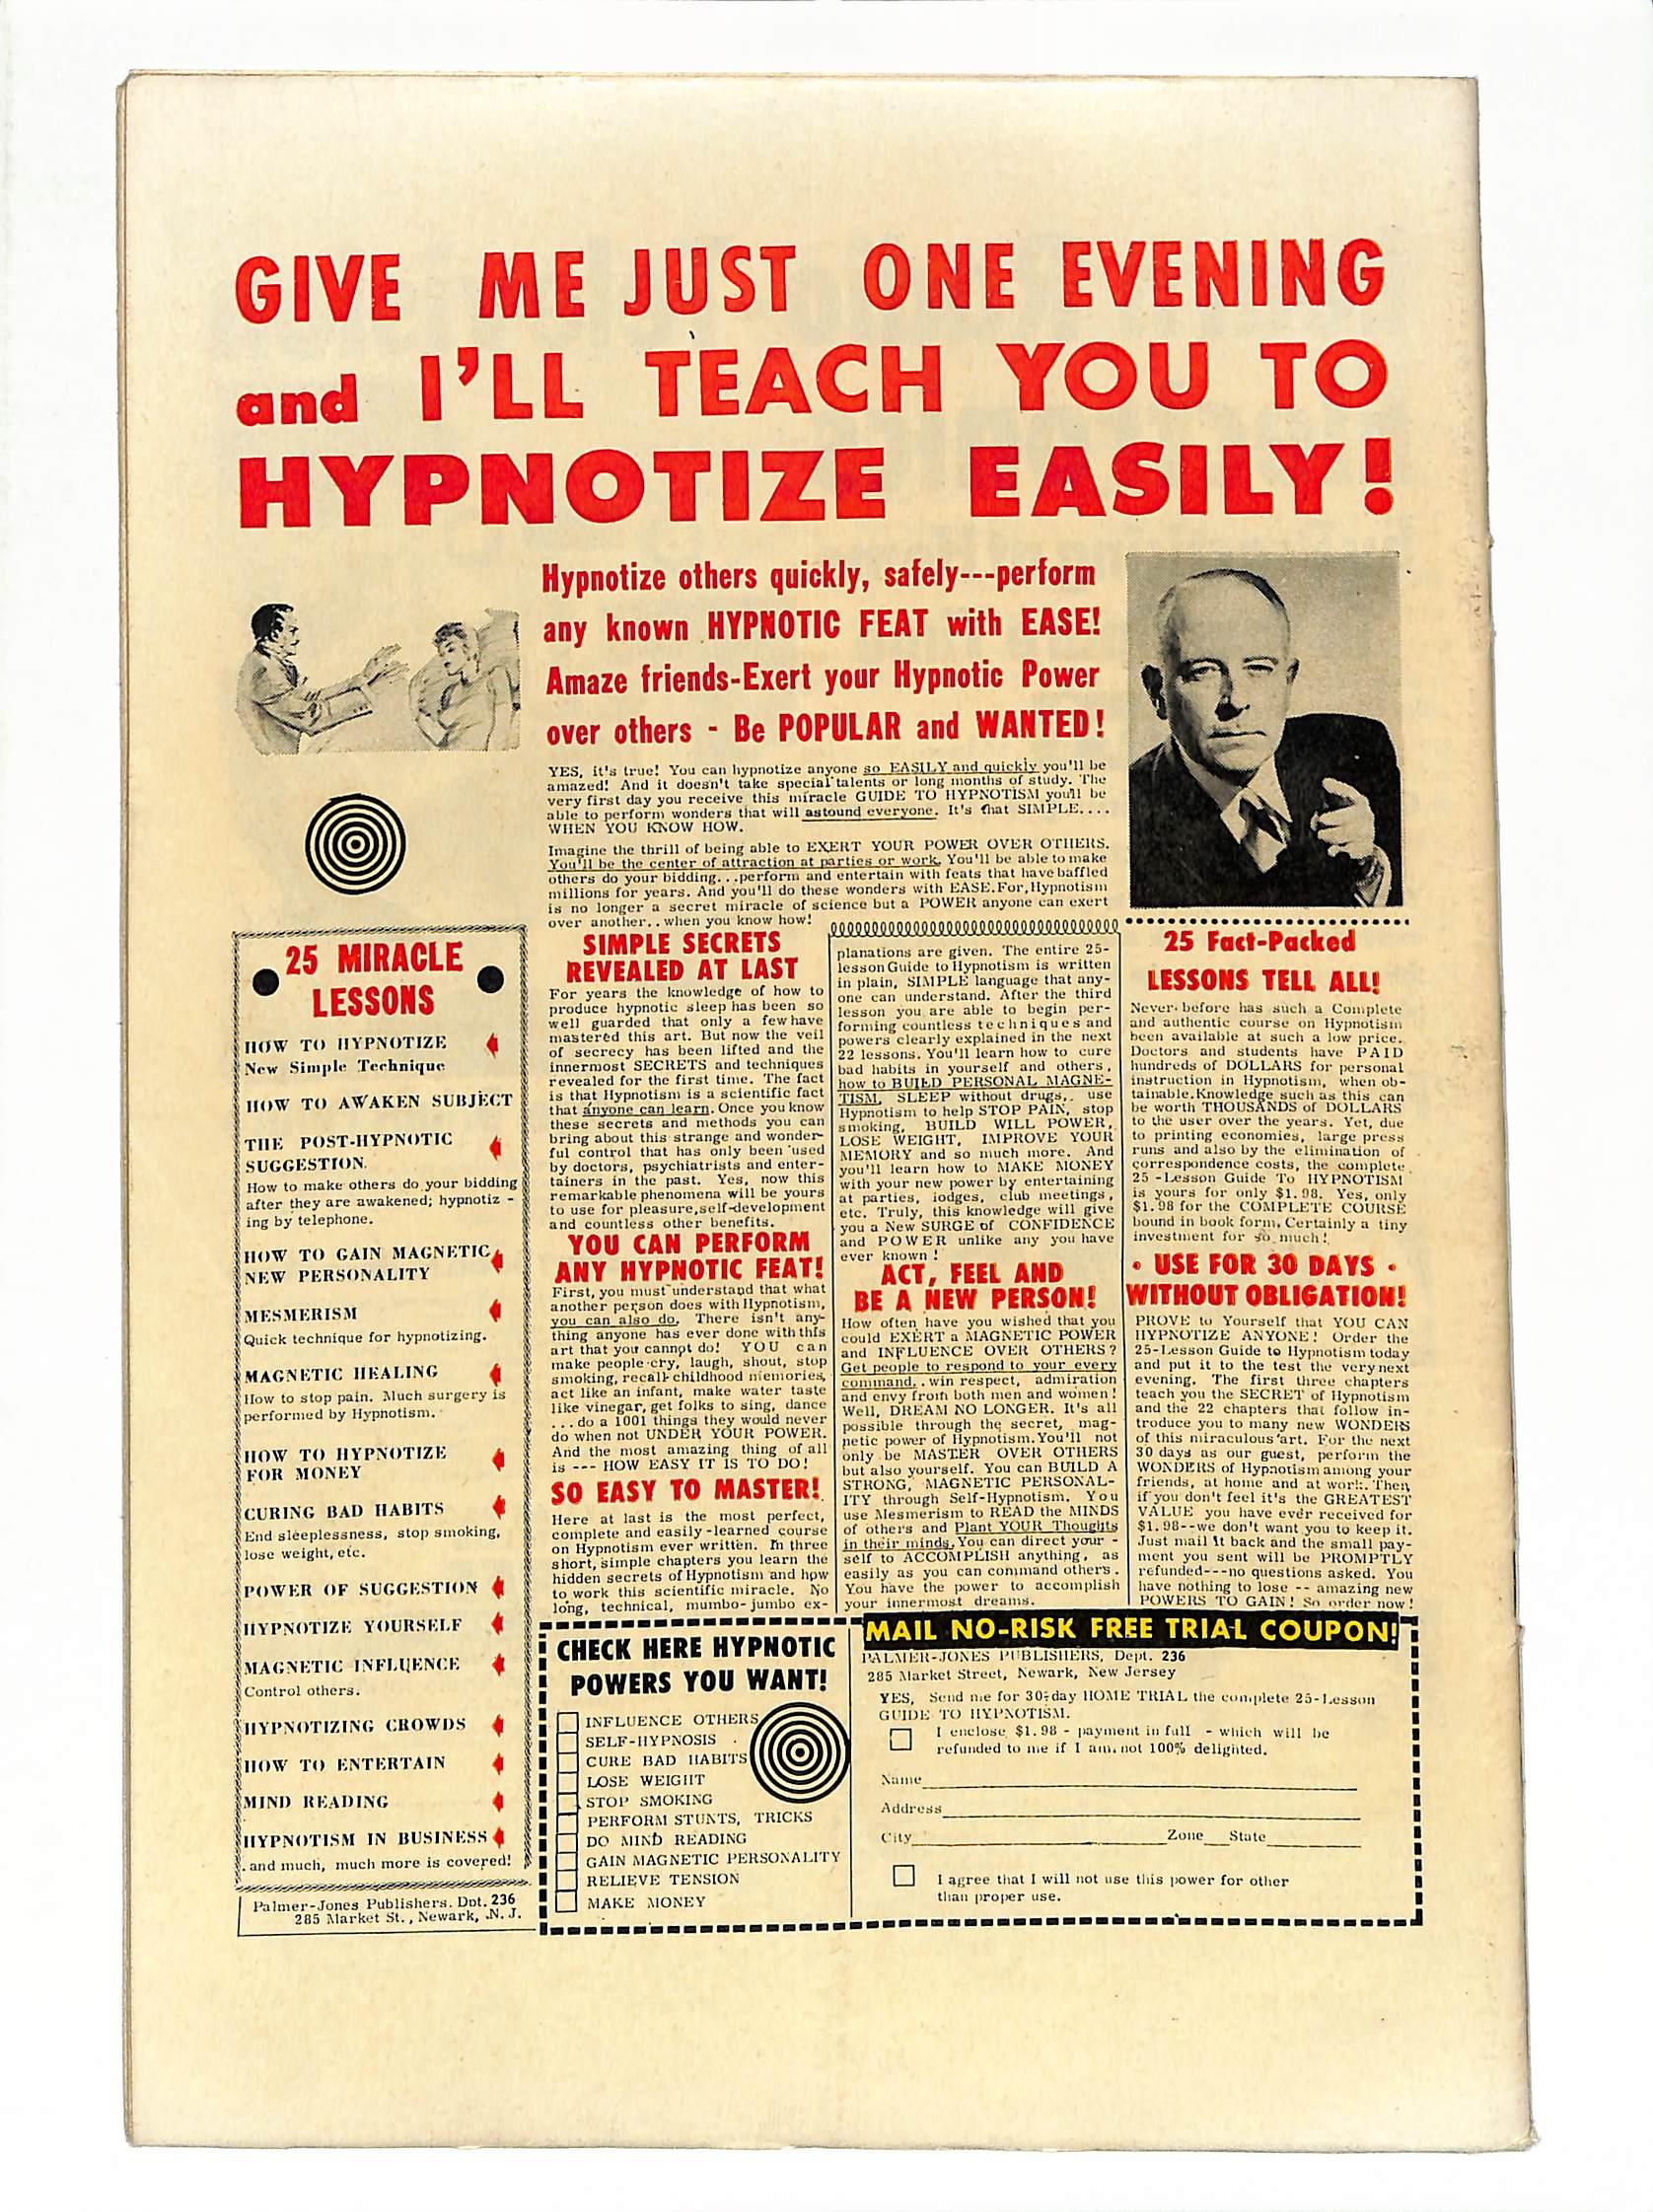 GIVE ME JUST ONE EVENING
and I'LL TEACH YOU TO
HYPNOTIZE EASILY!
Hypnotize others quickly, safely---perform
any known HYPNOTIC FEAT with EASE!
Amaze friends-Exert your Hypnotic Power
over others - Be POPULAR and WANTED!
YES, it's true! You can hypnotize anyone so EASILY and quickly you'll be
amazed! And it doesn't take special talents or long months of study. The
very first day you receive this miracle GUIDE TO HYPNOTISM you'll be
able to perform wonders that will astound everyone. It's that SIMPLE....
WHEN YOU KNOW HOW.
Imagine the thrill of being able to EXERT YOUR POWER OVER OTHERS.
You'll be the center of attraction at parties or work. You'll be able to make
others do your bidding...perform and entertain with feats that have baffled
millions for years. And you'll do these wonders with EASE. For, Hypnotism
is no longer a secret miracle of science but a POWER anyone can exert
over another.. when you know how!
25 MIRACLE
LESSONS
HOW TO HYPNOTIZE
New Simple Technique
HOW TO AWAKEN SUBJECT
THE POST-HYPNOTIC
SUGGESTION.
How to make others do your bidding
after they are awakened; hypnotiz -
ing by telephone.
HOW TO GAIN MAGNETIC
NEW PERSONALITY
MESMERISM
Quick technique for hypnotizing.
MAGNETIC HEALING
How to stop pain. Much surgery is
performed by Hypnotism.
HOW TO HYPNOTIZE
FOR MONEY
CURING BAD HABITS
End sleeplessness, stop smoking,
lose weight, etc.
POWER OF SUGGESTION
HYPNOTIZE YOURSELF
MAGNETIC INFLUENCE
Control others.
HYPNOTIZING CROWDS
HOW TO ENTERTAIN
MIND READING
HYPNOTISM IN BUSINESS
. and much, much more is covered!
Palmer-Jones Publishers. Dpt. 236
285 Market St., Newark, N. J.
SIMPLE SECRETS
REVEALED AT LAST
For years the knowledge of how to
produce hypnotic sleep has been so
well guarded that only a few have
mastered this art. But now the veil
of secrecy has been lifted and the
innermost SECRETS and techniques
revealed for the first time. The fact
is that Hypnotism is a scientific fact
that anyone can learn. Once you know
these secrets and methods you can
bring about this strange and wonder-
ful control that has only been used
by doctors, psychiatrists and enter-
tainers in the past. Yes, now this
remarkable phenomena will be yours
to use for pleasure, self-development
and countless other benefits.
YOU CAN PERFORM
ANY HYPNOTIC FEAT!
First, you must understand that what
another person does with Hypnotism,
you can also do. There isn't any-
thing anyone has ever done with this
art that you cannot do! YOU can
make people cry, laugh, shout, stop
smoking, recall childhood memories,
act like an infant, make water taste
like vinegar, get folks to sing, dance
...do a 1001 things they would never
do when not UNDER YOUR POWER.
And the most amazing thing of all
is --- HOW EASY IT IS TO DO!
SO EASY TO MASTER!
Here at last is the most perfect,
complete and easily-learned course
on Hypnotism ever written. In three
short, simple chapters you learn the
hidden secrets of Hypnotism and how
to work this scientific miracle. No
long, technical, mumbo-jumbo ex-
planations are given. The entire 25-
lesson Guide to Hypnotism is written
in plain, SIMPLE language that any-
one can understand. After the third
lesson you are able to begin per-
forming countless techniques and
powers clearly explained in the next
22 lessons. You'll learn how to cure
bad habits in yourself and others,
how to BUILD PERSONAL MAGNE-
TISM, SLEEP without drugs,. use
Hypnotism to help STOP PAIN, stop
smoking, BUILD WILL POWER,
LOSE WEIGHT, IMPROVE YOUR
MEMORY and so much more. And
you'll learn how to MAKE MONEY
with your new power by entertaining
at parties, lodges, club meetings,
etc. Truly, this knowledge will give
you a New SURGE of CONFIDENCE
and POWER unlike any you have
ever known !
ACT, FEEL AND
BE A NEW PERSON!
How often have you wished that you
could EXERT a MAGNETIC POWER
and INFLUENCE OVER OTHERS?
Get people to respond to your every
command.. win respect, admiration
and envy from both men and women!
Well, DREAM NO LONGER. It's all
possible through the secret, mag-
netic power of Hypnotism. You'll not
only be MASTER OVER OTHERS
but also yourself. You can BUILD A
STRONG, MAGNETIC PERSONAL-
ITY through Self-Hypnotism. You
use Mesmerism to READ the MINDS
of others and Plant YOUR Thoughts
in their minds. You can direct your -
self to ACCOMPLISH anything, as
easily as you can command others.
You have the power to accomplish
your innermost dreams.
25 Fact-Packed
LESSONS TELL ALL!
Never before has such a Complete
and authentic course on Hypnotism
been available at such a low price.
Doctors and students have PAID
hundreds of DOLLARS for personal
instruction in Hypnotism, when ob-
tainable. Knowledge such as this can
be worth THOUSANDS of DOLLARS
to the user over the years. Yet, due
to printing economies, large press
runs and also by the elimination of
correspondence costs, the complete
25 -Lesson Guide To HYPNOTISM
is yours for only $1.98. Yes, only
$1.98 for the COMPLETE COURSE
bound in book form. Certainly a tiny
investment for so much!
• USE FOR 30 DAYS •
WITHOUT OBLIGATION!
PROVE to Yourself that YOU CAN
HYPNOTIZE ANYONE! Order the
25-Lesson Guide to Hypnotism today
and put it to the test the very next
evening. The first three chapters
teach you the SECRET of Hypnotism
and the 22 chapters that follow in-
troduce you to many new WONDERS
of this miraculous art. For the next
30 days as our guest, perform the
WONDERS of Hypnotism among your
friends, at home and at work. Then,
if you don't feel it's the GREATEST
VALUE you have ever received for
$1.98--we don't want you to keep it.
Just mail it back and the small pay-
ment you sent will be PROMPTLY
refunded---no questions asked. You
have nothing to lose -- amazing new
POWERS TO GAIN! So order now!
CHECK HERE HYPNOTIC
POWERS YOU WANT!
INFLUENCE OTHERS
SELF-HYPNOSIS
CURE BAD HABITS
LOSE WEIGHT
STOP SMOKING
PERFORM STUNTS, TRICKS
DO MIND READING
GAIN MAGNETIC PERSONALITY
RELIEVE TENSION
MAKE MONEY
MAIL NO-RISK FREE TRIAL COUPON!
PALMER-JONES PUBLISHERS, Dept. 236
285 Market Street, Newark, New Jersey
YES, Send me for 30-day HOME TRIAL the complete 25-Lesson
GUIDE TO HYPNOTISM.
I enclose $1.98 - payment in full - which will be
refunded to me if I am not 100% delighted.
Name
Address
City Zone State
I agree that I will not use this power for other
than proper use.